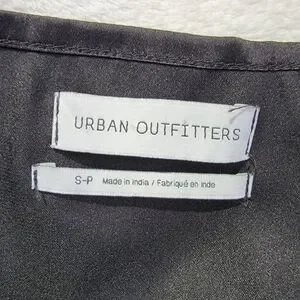 URBAN OUTFITTERS
S-P Made in India / Fabriqué en Inde